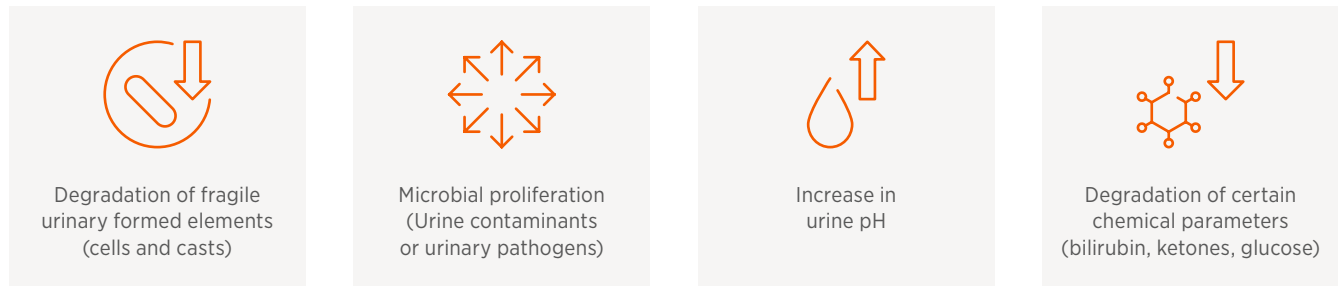 Degradation of fragile
urinary formed elements
(cells and casts)
Microbial proliferation
(Urine contaminants
or urinary pathogens)
Increase in
urine pH
Degradation of certain
chemical parameters
(bilirubin, ketones, glucose)